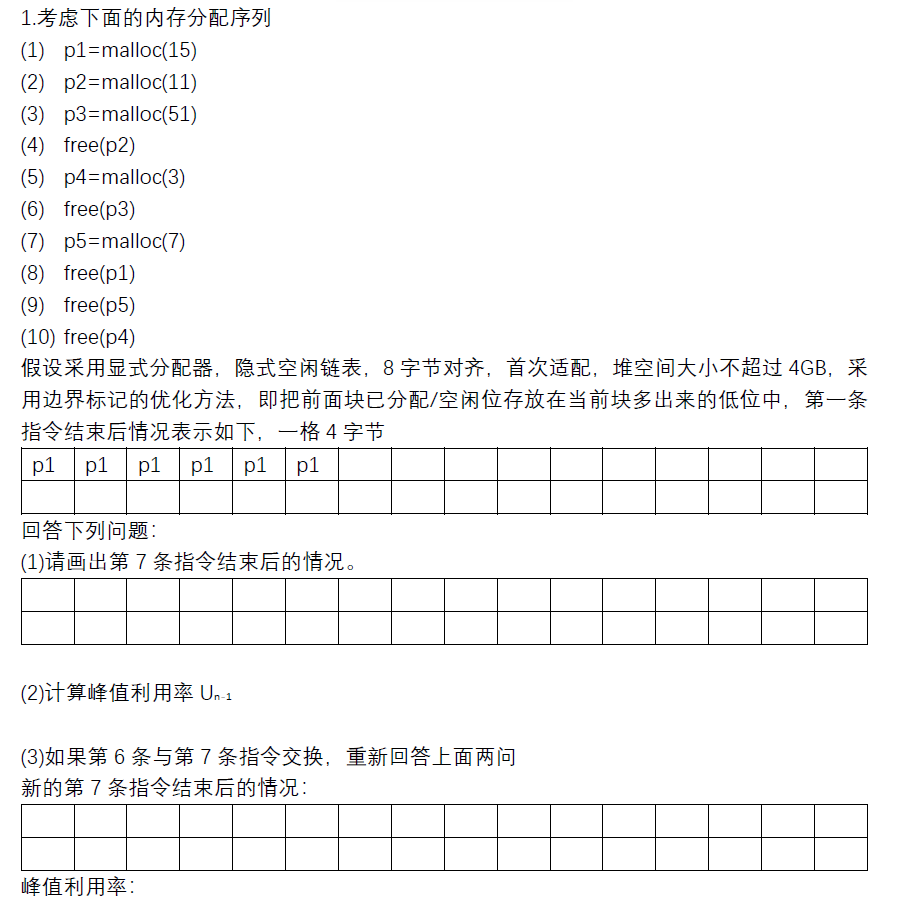 1.考虑下面的内存分配序列
(1) p1=malloc(15)
(2) p2=malloc(11)
(3) p3=malloc(51)
(4) free(p2)
(5) p4=malloc(3)
(6) free(p3)
(7) p5=malloc(7)
(8) free(p1)
(9) free(p5)
(10) free(p4)
假设采用显式分配器，隐式空闲链表，8 字节对齐，首次适配，堆空间大小不超过 4GB，采
用边界标记的优化方法，即把前面块已分配/空闲位存放在当前块多出来的低位中，第一条
指令结束后情况表示如下，一格 4 字节
p1 p1 p1 p1 p1 p1
回答下列问题：
(1)请画出第 7 条指令结束后的情况。
(2)计算峰值利用率 Uₙ₋₁
(3)如果第 6 条与第 7 条指令交换，重新回答上面两问
新的第 7 条指令结束后的情况：
峰值利用率：